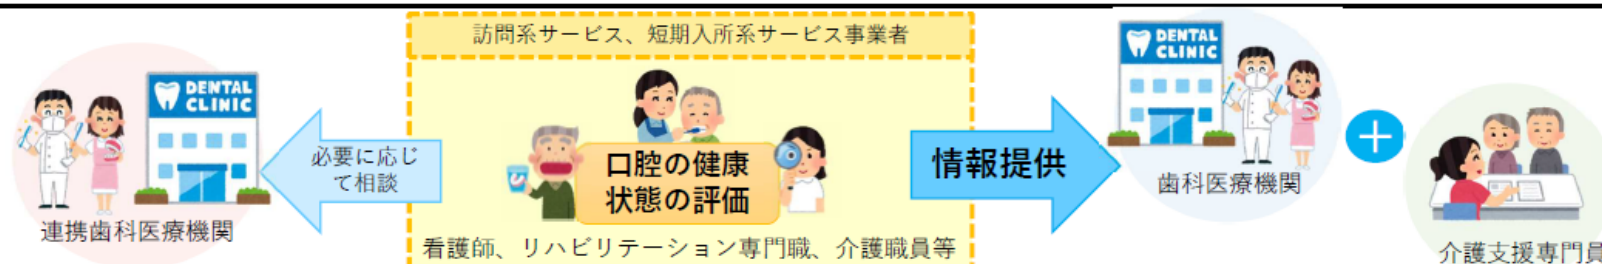 DENTAL
CLINIC
連携歯科医療機関
必要に応じ
て相談
訪問系サービス、短期入所系サービス事業者
口腔の健康
状態の評価
看護師、リハビリテーション専門職、介護職員等
情報提供
DENTAL
CLINIC
歯科医療機関
+
介護支援専門員